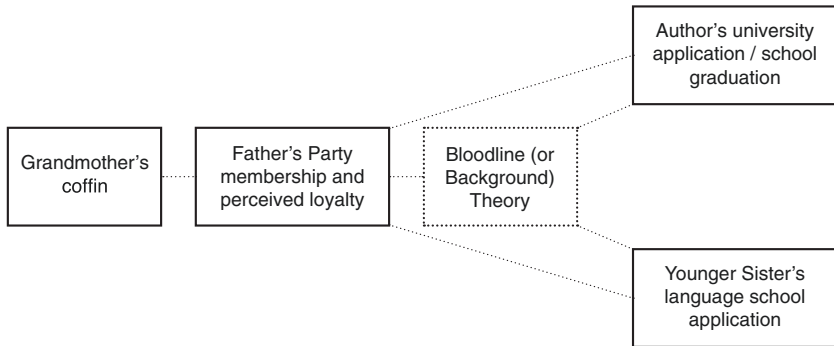 Grandmother's
coffin
Father's Party
membership and
perceived loyalty
Bloodline (or
Background)
Theory
Author's university
application / school
graduation
Younger Sister's
language school
application